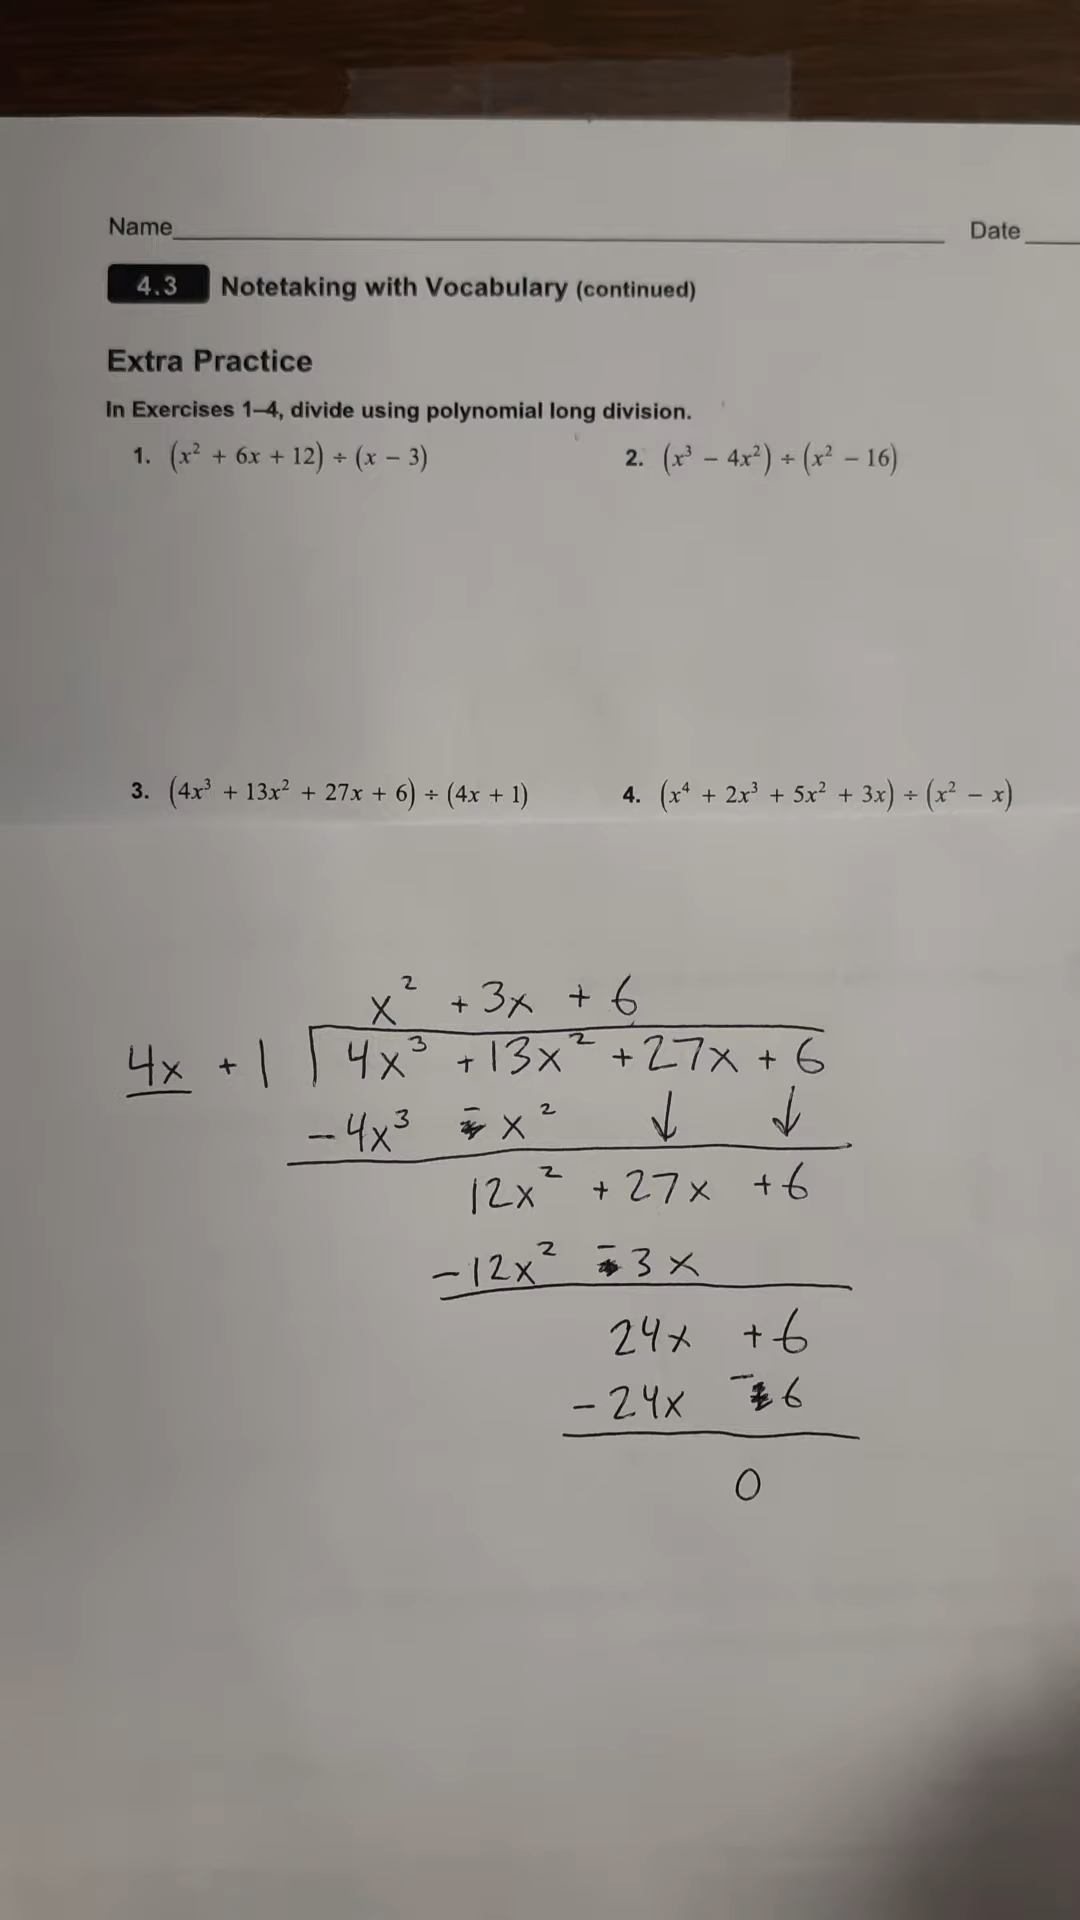 Name Date
4.3 Notetaking with Vocabulary (continued)
Extra Practice
In Exercises 1–4, divide using polynomial long division.
1. (x² + 6x + 12) ÷ (x − 3)
2. (x³ − 4x²) ÷ (x² − 16)
3. (4x³ + 13x² + 27x + 6) ÷ (4x + 1)
4. (x⁴ + 2x³ + 5x² + 3x) ÷ (x² − x)
x² + 3x + 6
4x + 1 4x³ + 13x² + 27x + 6
− 4x³ − x² ↓ ↓
12x² + 27x + 6
− 12x² − 3x
24x + 6
− 24x − 6
0